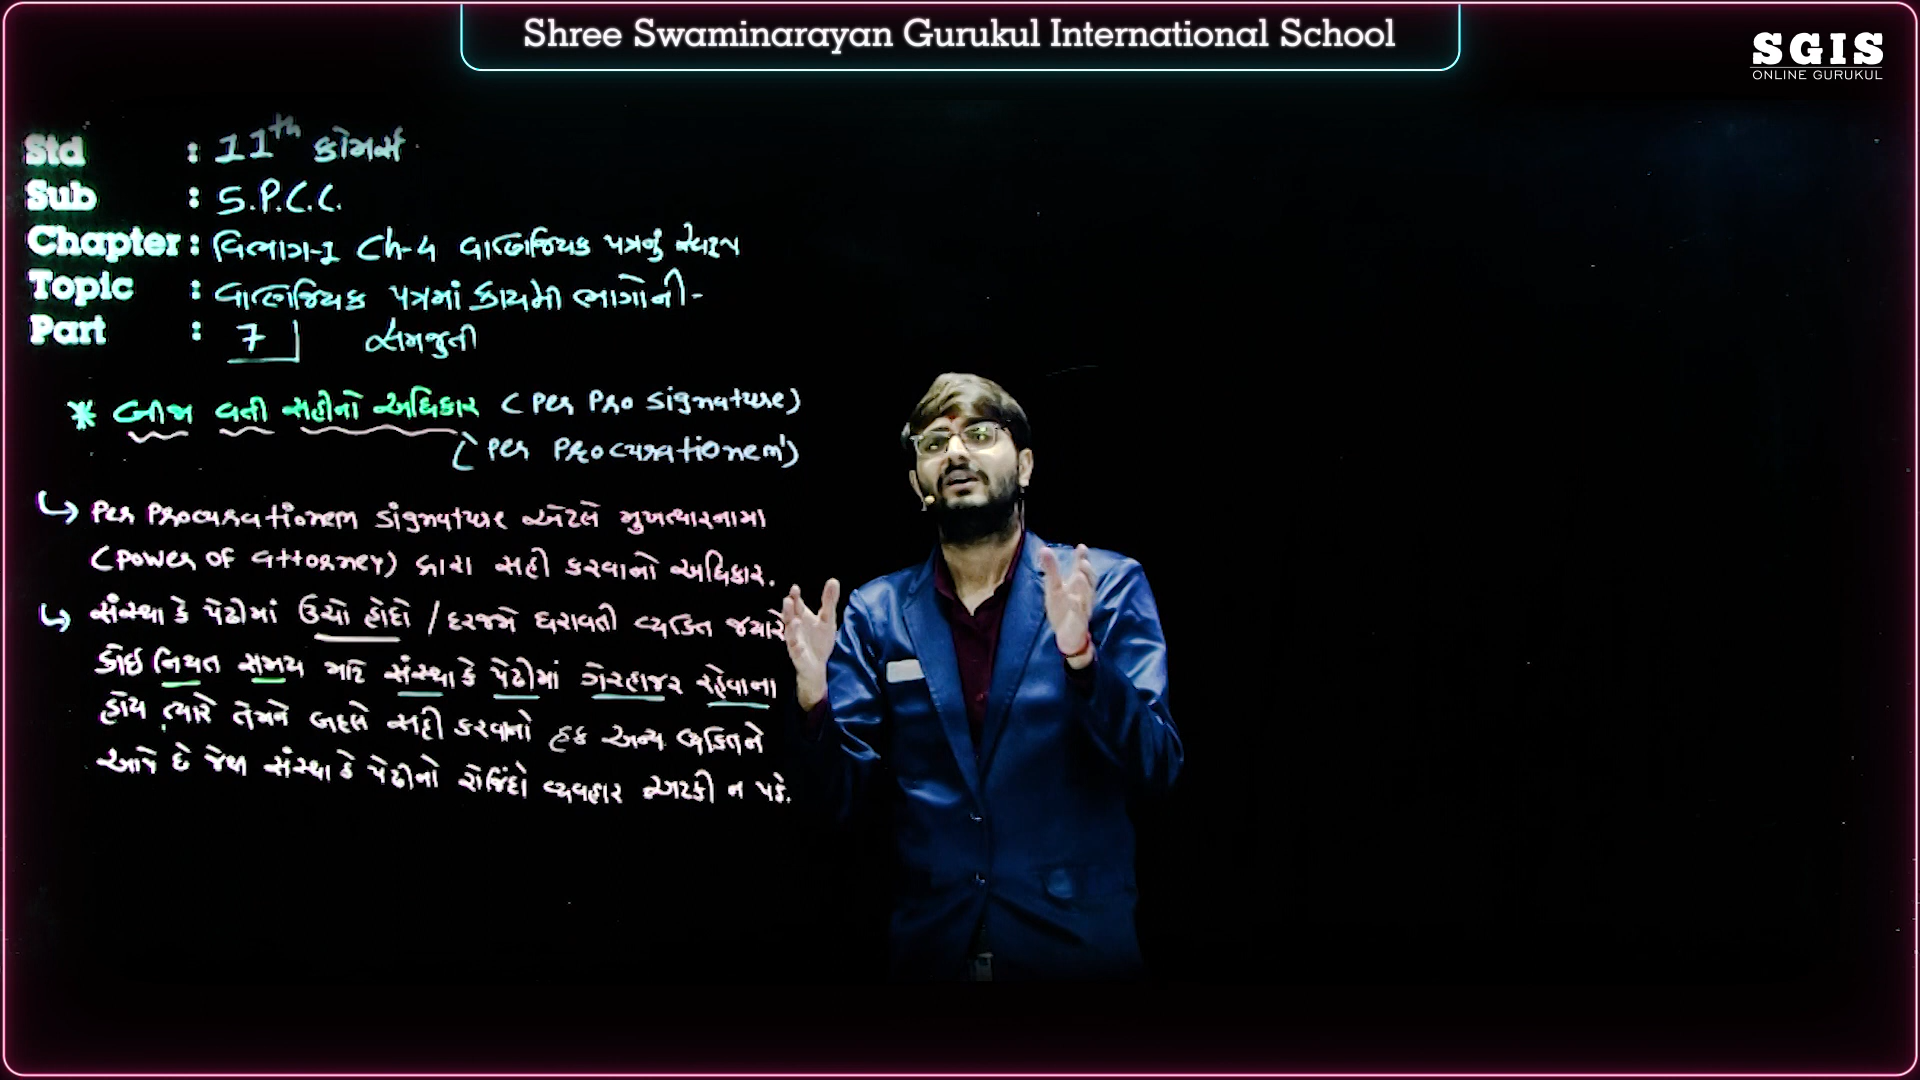 Shree Swaminarayan Gurukul International School
SGIS
ONLINE GURUKUL
Std : 11th કોમર્સ
Sub : S.P.C.C.
Chapter : વિભાગ-1 Ch-4 વાણિજ્યિક પત્રનું સ્વરૂપ
Topic : વાણિજ્યિક પત્રમાં કાયમી ભાગોની-
Part : 7 સમજુતી
* બીજા વતી સહીનો અધિકાર (Per Pro signature)
(Per Procurationem)
↳ Per Procurationem signature એટલે મુખત્યારનામા
(Power of attorney) દ્વારા સહી કરવાનો અધિકાર.
↳ સંસ્થા કે પેઢીમાં ઉંચો હોદ્દો / દરજ્જો ધરાવતી વ્યક્તિ જ્યારે
કોઈ નિયત સમય માટે સંસ્થા કે પેઢીમાં ગેરહાજર રહેવાના
હોય ત્યારે તેમને બદલે સહી કરવાનો હક અન્ય વ્યક્તિને
આપે છે જેથી સંસ્થા કે પેઢીનો રોજિંદો વ્યવહાર અટકી ન પડે.